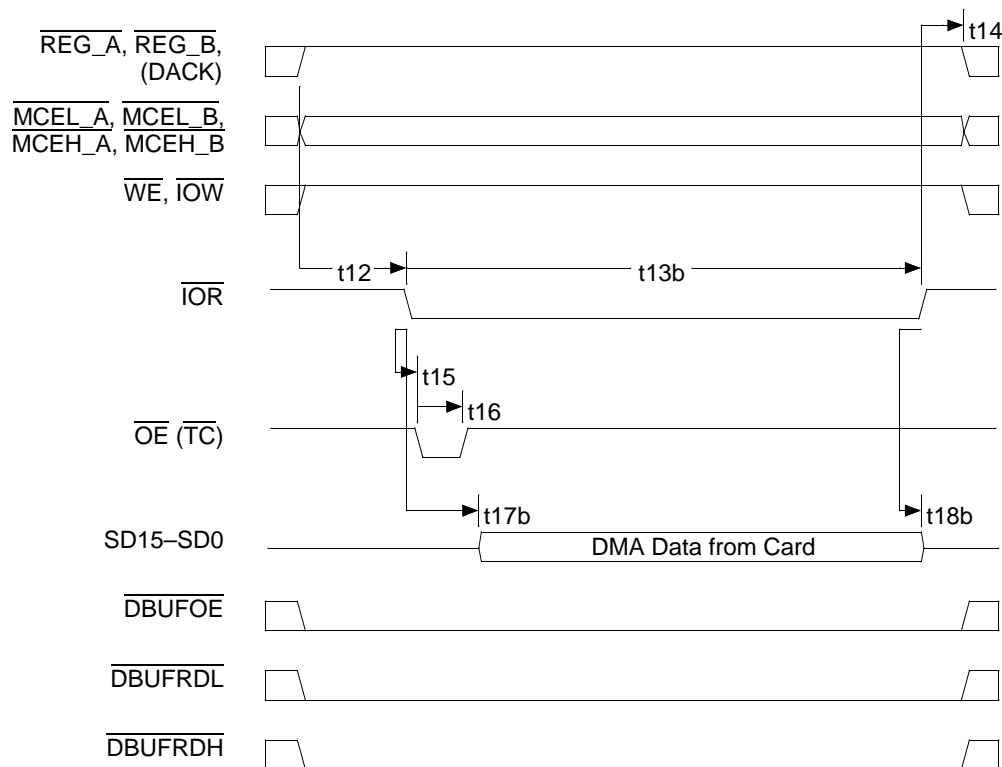 REG_A, REG_B,
(DACK)
t14
MCEL_A, MCEL_B,
MCEH_A, MCEH_B
WE, IOW
t12
t13b
IOR
t15
t16
OE (TC)
t17b
t18b
SD15–SD0
DMA Data from Card
DBUFOE
DBUFRDL
DBUFRDH